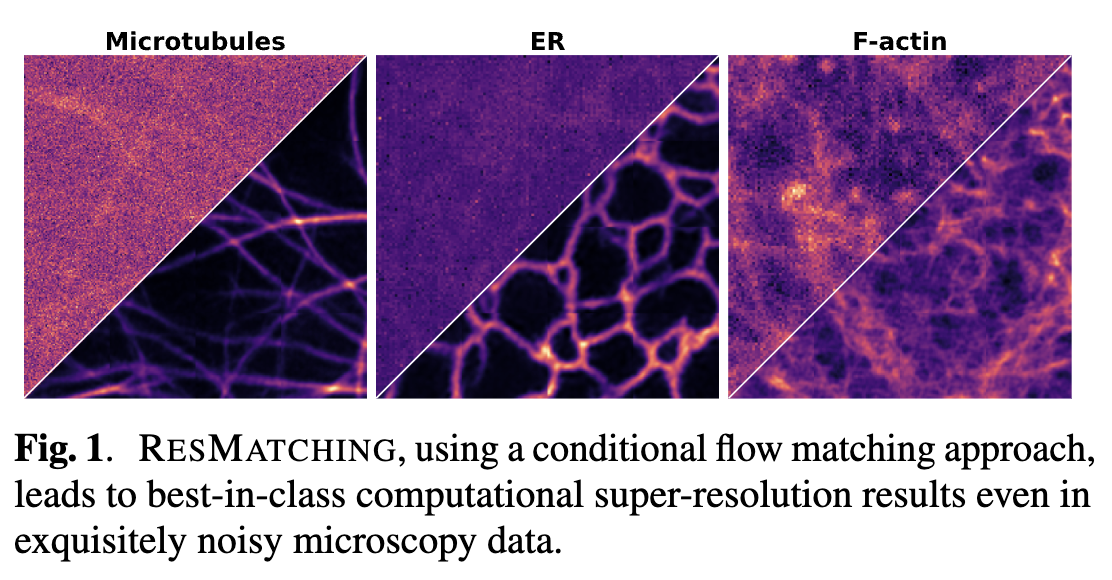 Microtubules
ER
F-actin
Fig. 1. RESMATCHING, using a conditional flow matching approach,
leads to best-in-class computational super-resolution results even in
exquisitely noisy microscopy data.